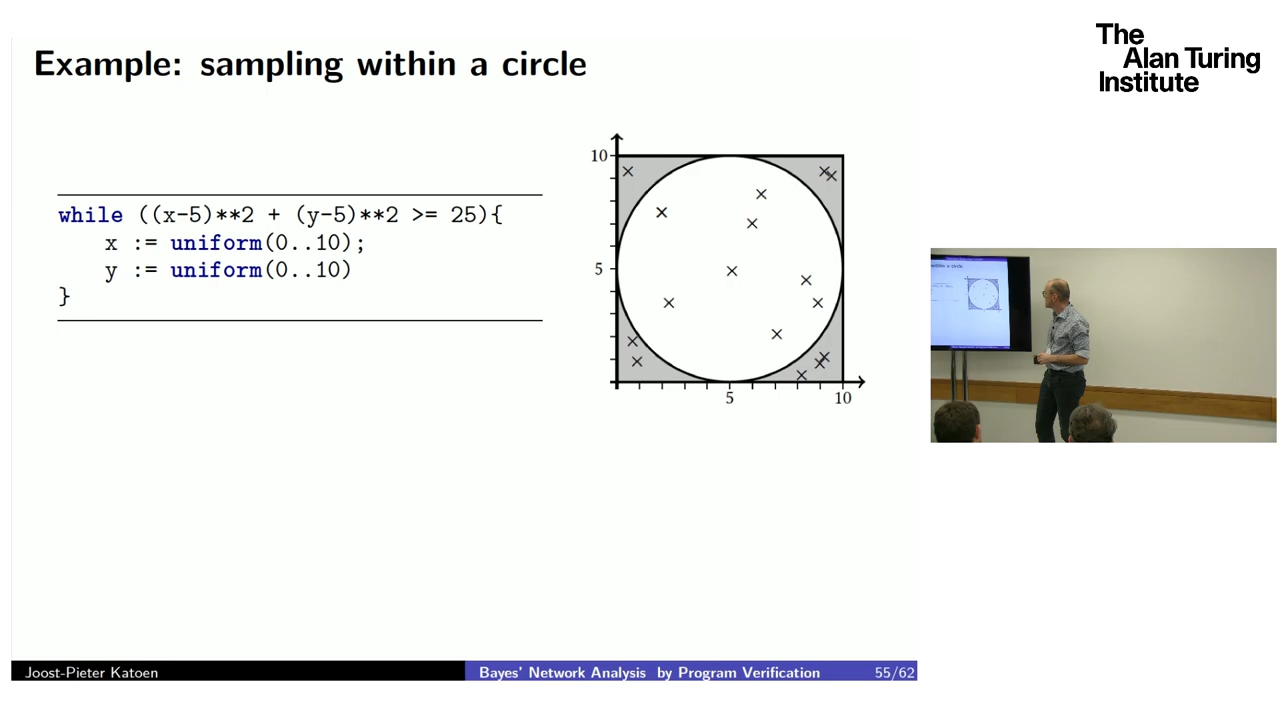 Example: sampling within a circle
The
Alan Turing
Institute
while ((x-5)**2 + (y-5)**2 >= 25){
x := uniform(0..10);
y := uniform(0..10)
}
10
5
5
10
Joost-Pieter Katoen
Bayes' Network Analysis by Program Verification
55/62